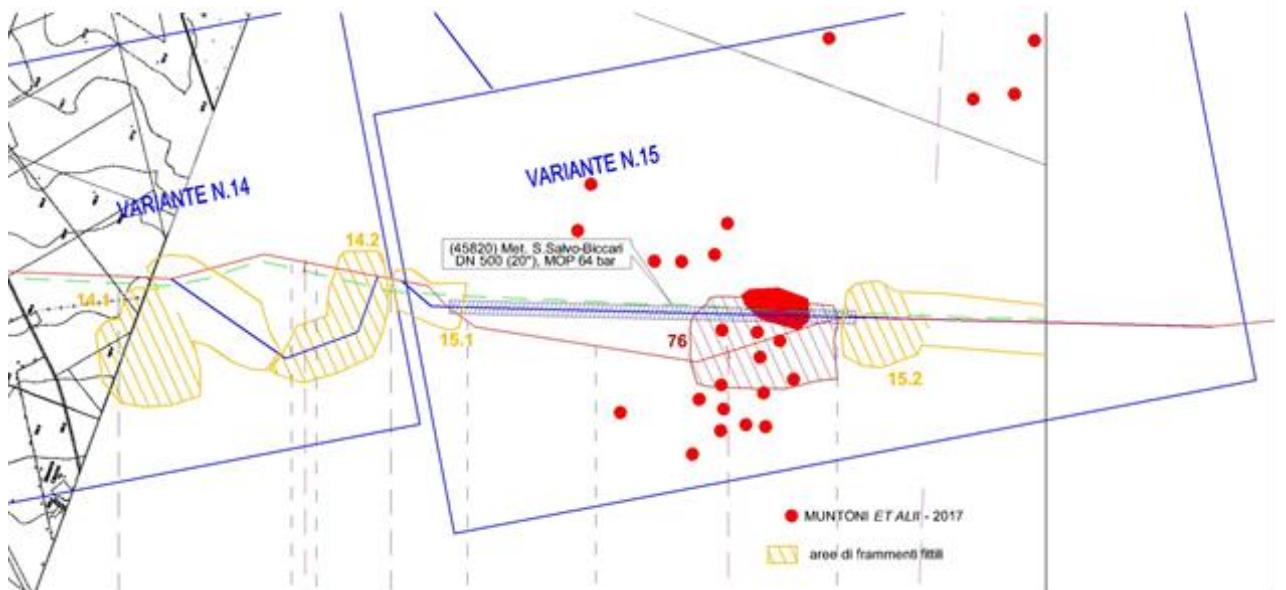 VARIANTE N.14
VARIANTE N.15
14.2
(45820) Met. S.Salvo-Biccari
DN 500 (20"), MOP 64 bar
14.1
15.1
76
15.2
MUNTONI ET ALII - 2017
aree di frammenti fittili